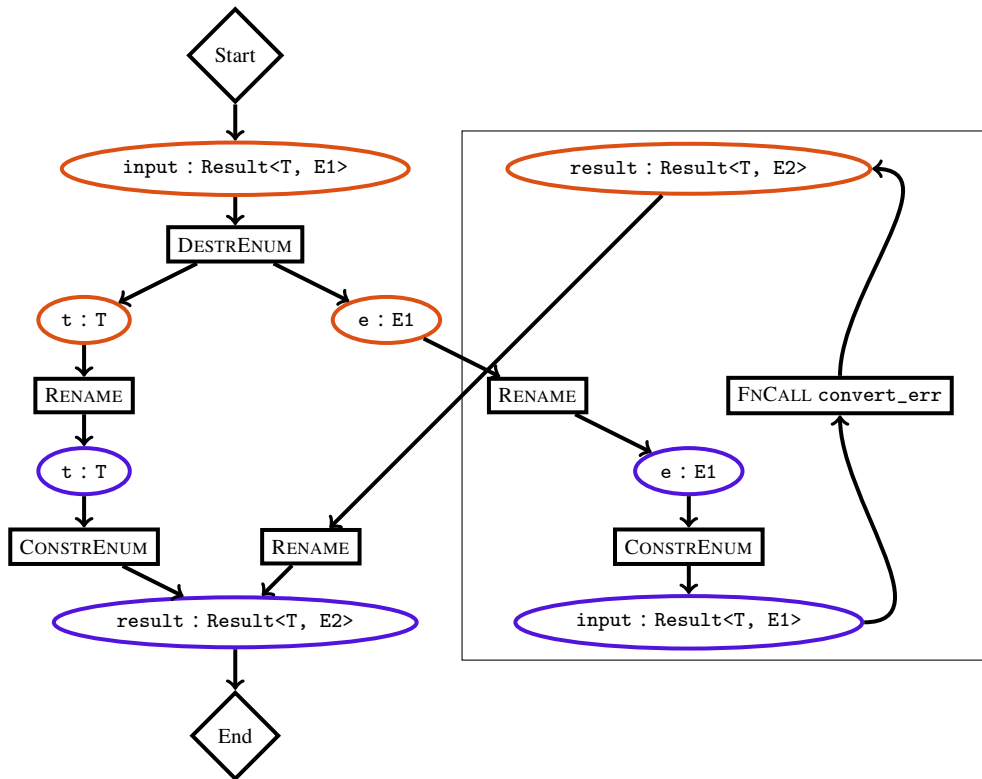 Start
input : Result<T, E1>
result : Result<T, E2>
DESTRENUM
t : T
e : E1
RENAME
RENAME
FNCALL convert_err
t : T
e : E1
CONSTRENUM
RENAME
CONSTRENUM
result : Result<T, E2>
input : Result<T, E1>
End